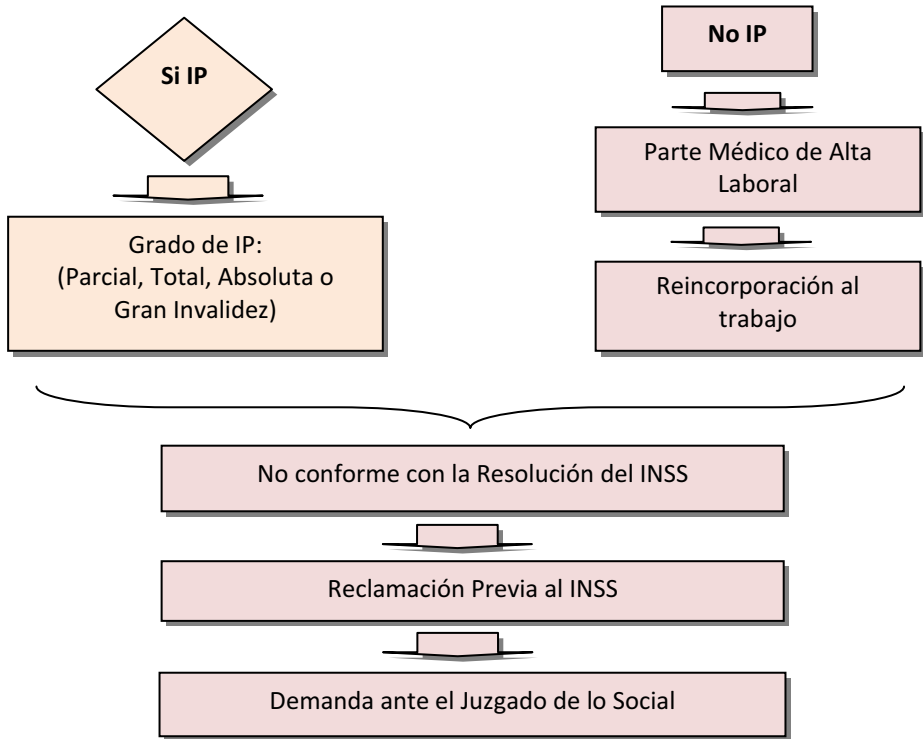 Si IP
Grado de IP:
(Parcial, Total, Absoluta o
Gran Invalidez)
No IP
Parte Médico de Alta
Laboral
Reincorporación al
trabajo
No conforme con la Resolución del INSS
Reclamación Previa al INSS
Demanda ante el Juzgado de lo Social